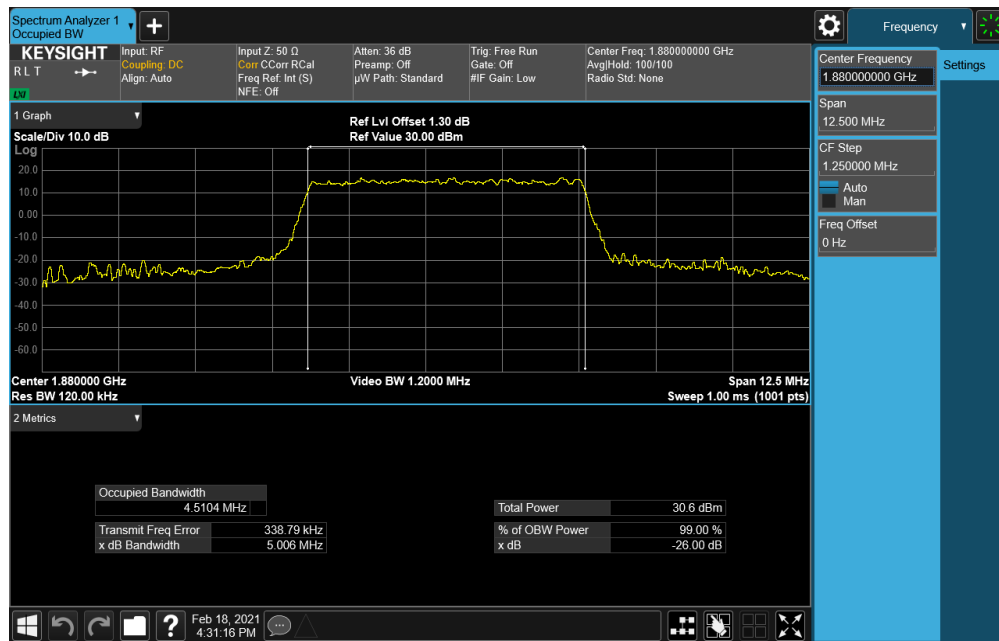 Spectrum Analyzer 1
Occupied BW
Frequency
KEYSIGHT
R L T
LXI
Input: RF
Coupling: DC
Align: Auto
Input Z: 50 Ω
Corr CCorr RCal
Freq Ref: Int (S)
NFE: Off
Atten: 36 dB
Preamp: Off
µW Path: Standard
Trig: Free Run
Gate: Off
#IF Gain: Low
Center Freq: 1.880000000 GHz
Avg|Hold: 100/100
Radio Std: None
Center Frequency
1.880000000 GHz
Settings
Span
12.500 MHz
CF Step
1.250000 MHz
Auto
Man
Freq Offset
0 Hz
1 Graph
Scale/Div 10.0 dB
Ref Lvl Offset 1.30 dB
Ref Value 30.00 dBm
Log
20.0
10.0
0.00
-10.0
-20.0
-30.0
-40.0
-50.0
-60.0
Center 1.880000 GHz
Video BW 1.2000 MHz
Span 12.5 MHz
Res BW 120.00 kHz
Sweep 1.00 ms (1001 pts)
2 Metrics
Occupied Bandwidth
4.5104 MHz
Total Power 30.6 dBm
Transmit Freq Error 338.79 kHz
% of OBW Power 99.00 %
x dB Bandwidth 5.006 MHz
x dB -26.00 dB
?
Feb 18, 2021
4:31:16 PM